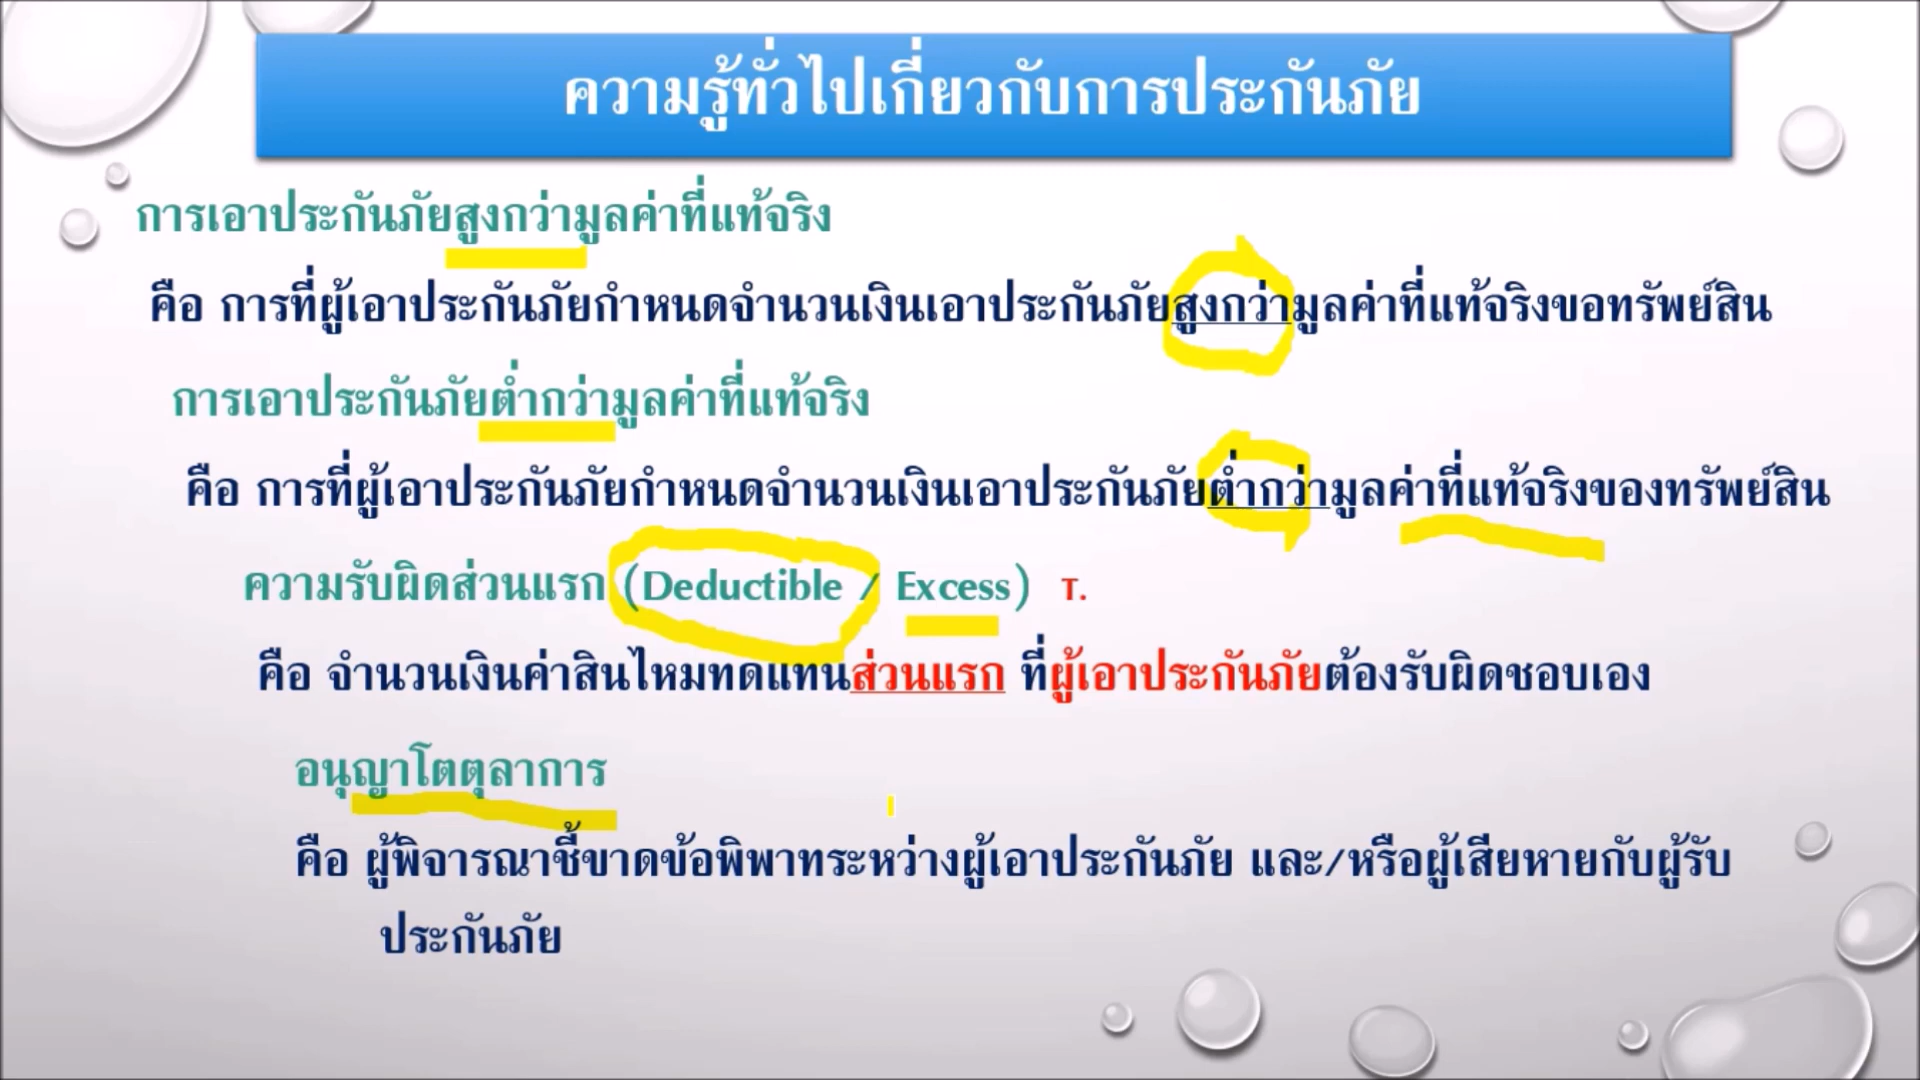 ความรู้ทั่วไปเกี่ยวกับการประกันภัย
การเอาประกันภัยสูงกว่ามูลค่าที่แท้จริง
คือ การที่ผู้เอาประกันภัยกำหนดจำนวนเงินเอาประกันภัยสูงกว่ามูลค่าที่แท้จริงขอทรัพย์สิน
การเอาประกันภัยต่ำกว่ามูลค่าที่แท้จริง
คือ การที่ผู้เอาประกันภัยกำหนดจำนวนเงินเอาประกันภัยต่ำกว่ามูลค่าที่แท้จริงของทรัพย์สิน
ความรับผิดส่วนแรก (Deductible / Excess) T.
คือ จำนวนเงินค่าสินไหมทดแทนส่วนแรก ที่ผู้เอาประกันภัยต้องรับผิดชอบเอง
อนุญาโตตุลาการ
คือ ผู้พิจารณาชี้ขาดข้อพิพาทระหว่างผู้เอาประกันภัย และ/หรือผู้เสียหายกับผู้รับ
ประกันภัย